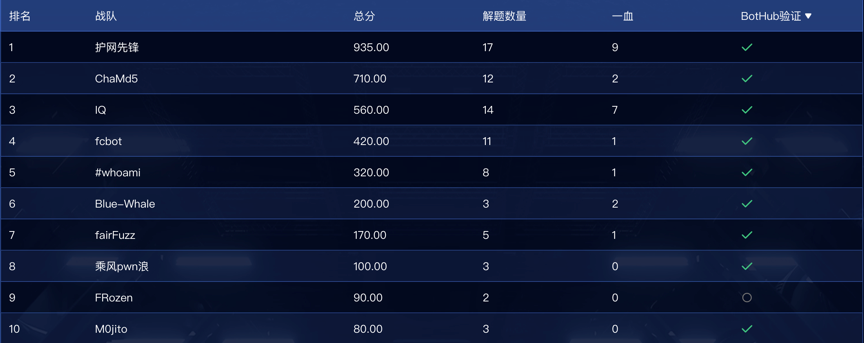 排名 战队 总分 解题数量 一血 BotHub验证▼
1 护网先锋 935.00 17 9 ✓
2 ChaMd5 710.00 12 2 ✓
3 IQ 560.00 14 7 ✓
4 fcbot 420.00 11 1 ✓
5 #whoami 320.00 8 1 ✓
6 Blue-Whale 200.00 3 2 ✓
7 fairFuzz 170.00 5 1 ✓
8 乘风pwn浪 100.00 3 0 ✓
9 FRozen 90.00 2 0 ○
10 M0jito 80.00 3 0 ✓